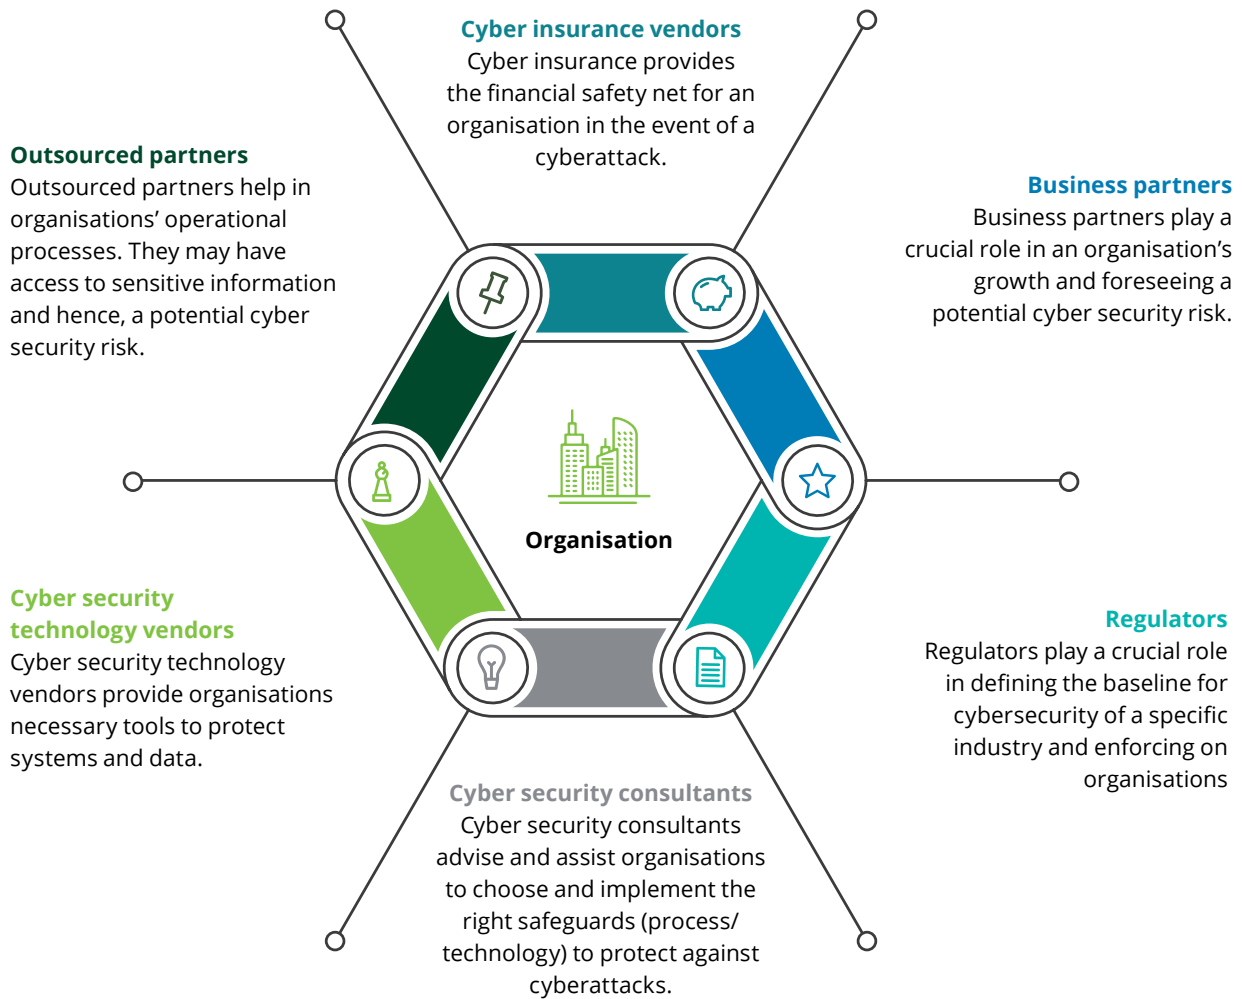 Cyber insurance vendors
Cyber insurance provides
the financial safety net for an
organisation in the event of a
cyberattack.
Outsourced partners
Outsourced partners help in
organisations’ operational
processes. They may have
access to sensitive information
and hence, a potential cyber
security risk.
Business partners
Business partners play a
crucial role in an organisation’s
growth and foreseeing a
potential cyber security risk.
Organisation
Cyber security
technology vendors
Cyber security technology
vendors provide organisations
necessary tools to protect
systems and data.
Regulators
Regulators play a crucial role
in defining the baseline for
cybersecurity of a specific
industry and enforcing on
organisations
Cyber security consultants
Cyber security consultants
advise and assist organisations
to choose and implement the
right safeguards (process/
technology) to protect against
cyberattacks.